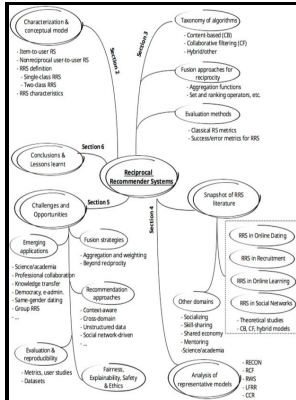 Characterization &
conceptual model
- Item-to-user RS
- Nonreciprocal user-to-user RS
- RRS definition
- Single-class RRS
- Two-class RRS
- RRS characteristics
Section 2
Section 3
Taxonomy of algorithms
- Content-based (CB)
- Collaborative filtering (CF)
- Hybrid/other
Fusion approaches for
reciprocity
- Aggregation functions
- Set and ranking operators, etc.
Evaluation methods
- Classical RS metrics
- Success/error metrics for RRS
Conclusions &
Lessons learnt
Section 6
Reciprocal
Recommender Systems
Section 5
Challenges and
Opportunities
Emerging
applications
- Science/academia
- Professional collaboration
- Knowledge transfer
- Democracy, e-admin.
- Same-gender dating
- Group RRS
- ...
Fusion strategies
- Aggregation and weighting
- Beyond reciprocity
Recommendation
approaches
- Context-aware
- Cross-domain
- Unstructured data
- Social network-driven
- ...
Evaluation &
reproducibility
- Metrics, user studies
- Datasets
Fairness,
Explainability, Safety
& Ethics
Section 4
Snapshot of RRS
literature
RRS in Online Dating
RRS in Recruitment
RRS in Online Learning
RRS in Social Networks
- Theoretical studies
- CB, CF, hybrid models
Other domains
- Socializing
- Skill-sharing
- Shared economy
- Mentoring
-Science/academia
Analysis of
representative models
- RECON
- RCF
- RWS
- LFRR
- CCR